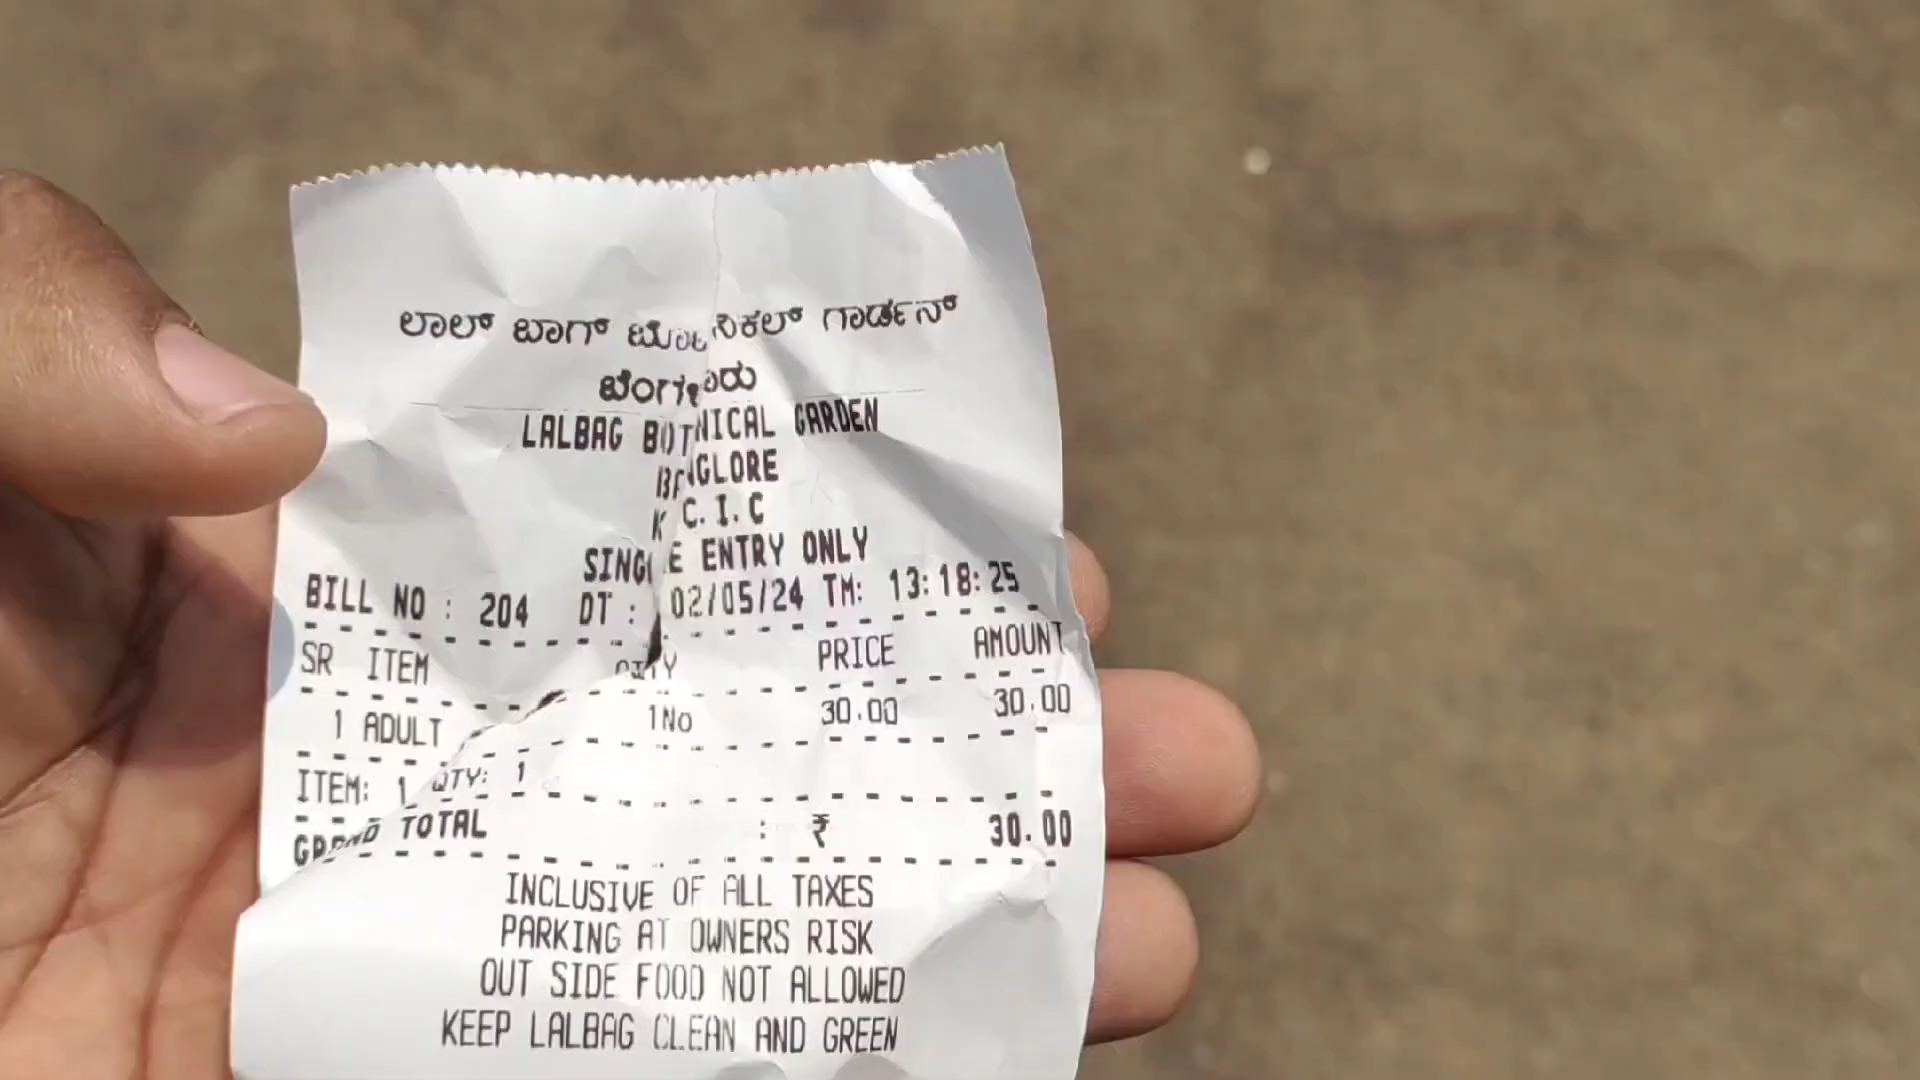 ಲಾಲ್ ಬಾಗ್ ಬೊಟನಿಕಲ್ ಗಾರ್ಡನ್
ಬೆಂಗಳೂರು
LALBAG BOTNICAL GARDEN
BANGLORE
K.C.I.C
SINGLE ENTRY ONLY
BILL NO : 204 DT : 02/05/24 TM: 13:18:25
SR ITEM QTY PRICE AMOUNT
1 ADULT 1No 30.00 30.00
ITEM: 1 QTY: 1
GRAND TOTAL : ₹ 30.00
INCLUSIVE OF ALL TAXES
PARKING AT OWNERS RISK
OUT SIDE FOOD NOT ALLOWED
KEEP LALBAG CLEAN AND GREEN